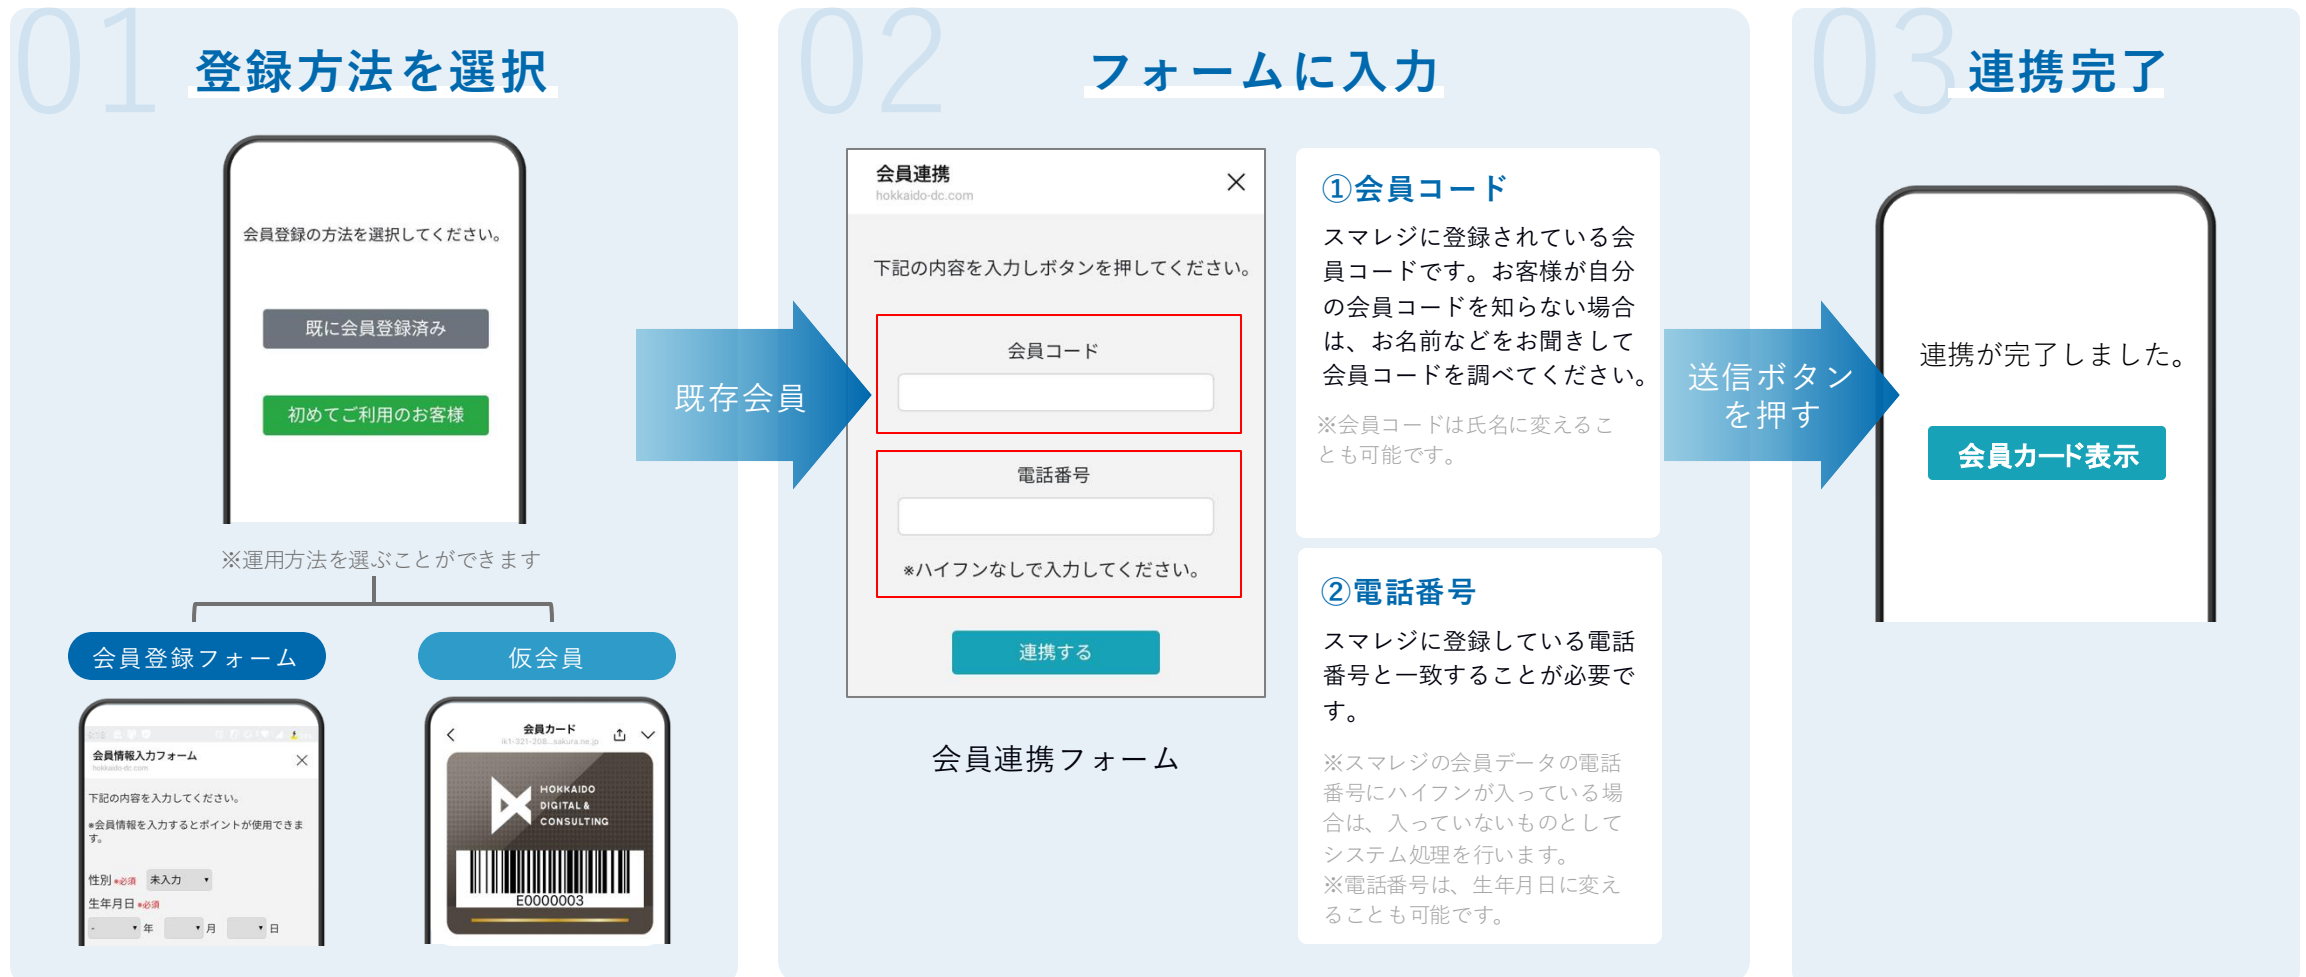 01
登録方法を選択
会員登録の方法を選択してください。
既に会員登録済み
初めてご利用のお客様
※運用方法を選ぶことができます
会員登録フォーム
会員情報入力フォーム
hokkaido-dc.com
下記の内容を入力してください。
※会員情報を入力するとポイントが使用できま
す。
性別 ※必須 未入力
生年月日 ※必須
- 年 月 日
仮会員
会員カード
ik1-321-208...sakura.ne.jp
HOKKAIDO
DIGITAL &
CONSULTING
E0000003
既存会員
02
フォームに入力
会員連携
hokkaido-dc.com
下記の内容を入力しボタンを押してください。
会員コード
電話番号
※ハイフンなしで入力してください。
連携する
会員連携フォーム
①会員コード
スマレジに登録されている会
員コードです。お客様が自分
の会員コードを知らない場合
は、お名前などをお聞きして
会員コードを調べてください。
※会員コードは氏名に変えるこ
とも可能です。
②電話番号
スマレジに登録している電話
番号と一致することが必要で
す。
※スマレジの会員データの電話
番号にハイフンが入っている場
合は、入っていないものとして
システム処理を行います。
※電話番号は、生年月日に変え
ることも可能です。
送信ボタン
を押す
03
連携完了
連携が完了しました。
会員カード表示